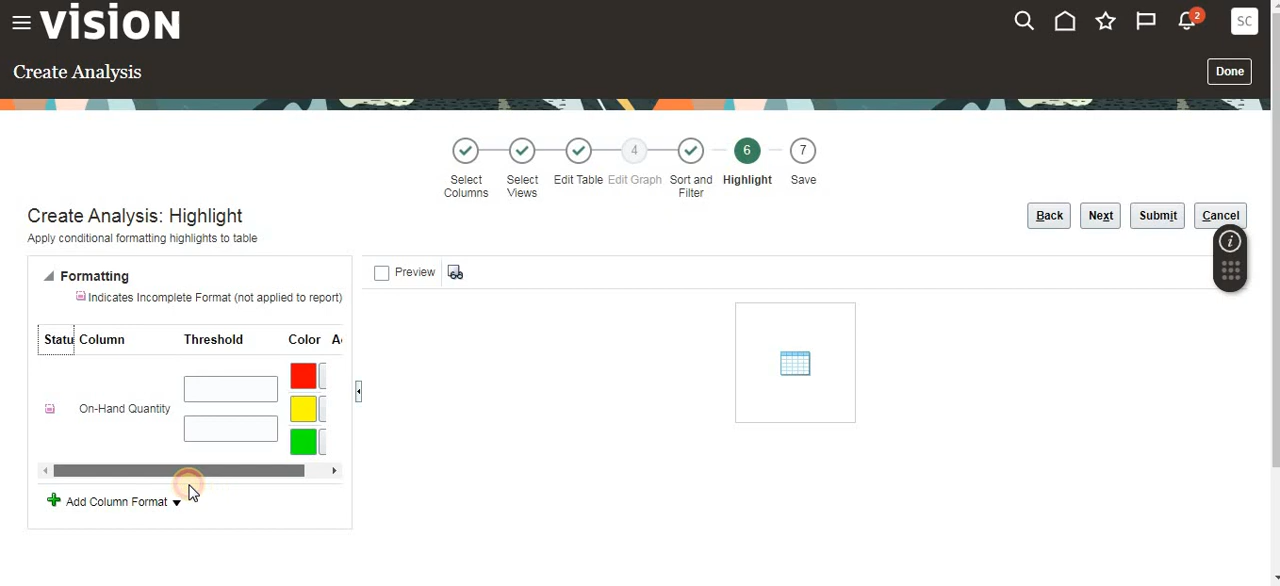 vision
2
SC
Create Analysis
Done
4
6
7
Select Columns
Select Views
Edit Table
Edit Graph
Sort and Filter
Highlight
Save
Create Analysis: Highlight
Apply conditional formatting highlights to table
Back
Next
Submit
Cancel
i
Formatting
Indicates Incomplete Format (not applied to report)
Preview
Statu Column Threshold Color A
On-Hand Quantity
Add Column Format